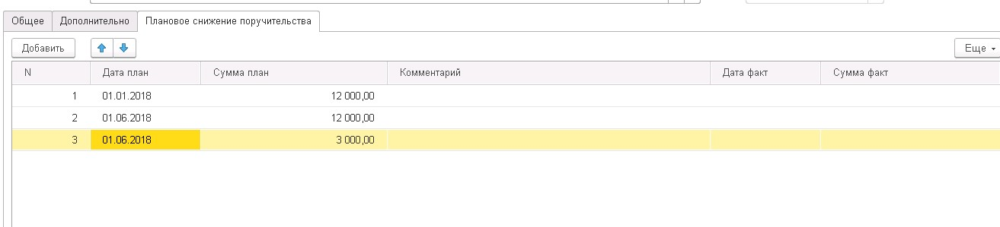 Общее Дополнительно Плановое снижение поручительства
Добавить Еще
N Дата план Сумма план Комментарий Дата факт Сумма факт
1 01.01.2018 12 000,00
2 01.06.2018 12 000,00
3 01.06.2018 3 000,00